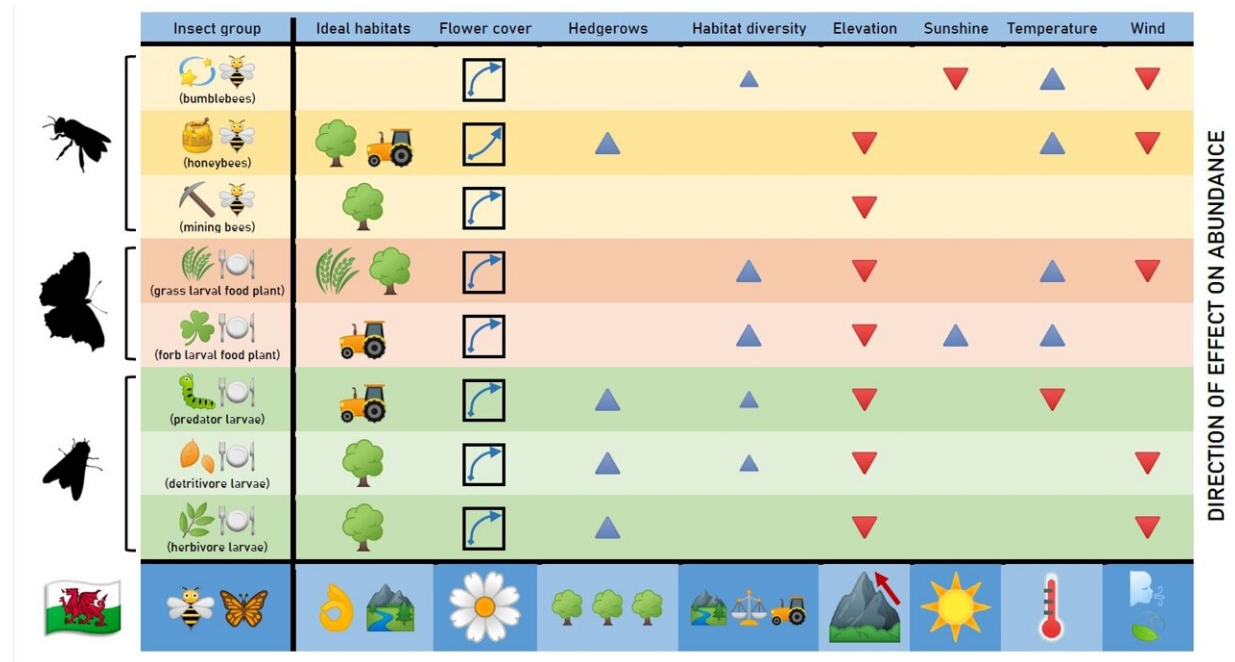 Insect group Ideal habitats Flower cover Hedgerows Habitat diversity Elevation Sunshine Temperature Wind
(bumblebees)
(honeybees)
(mining bees)
(grass larval food plant)
(forb larval food plant)
(predator larvae)
(detritivore larvae)
(herbivore larvae)
DIRECTION OF EFFECT ON ABUNDANCE